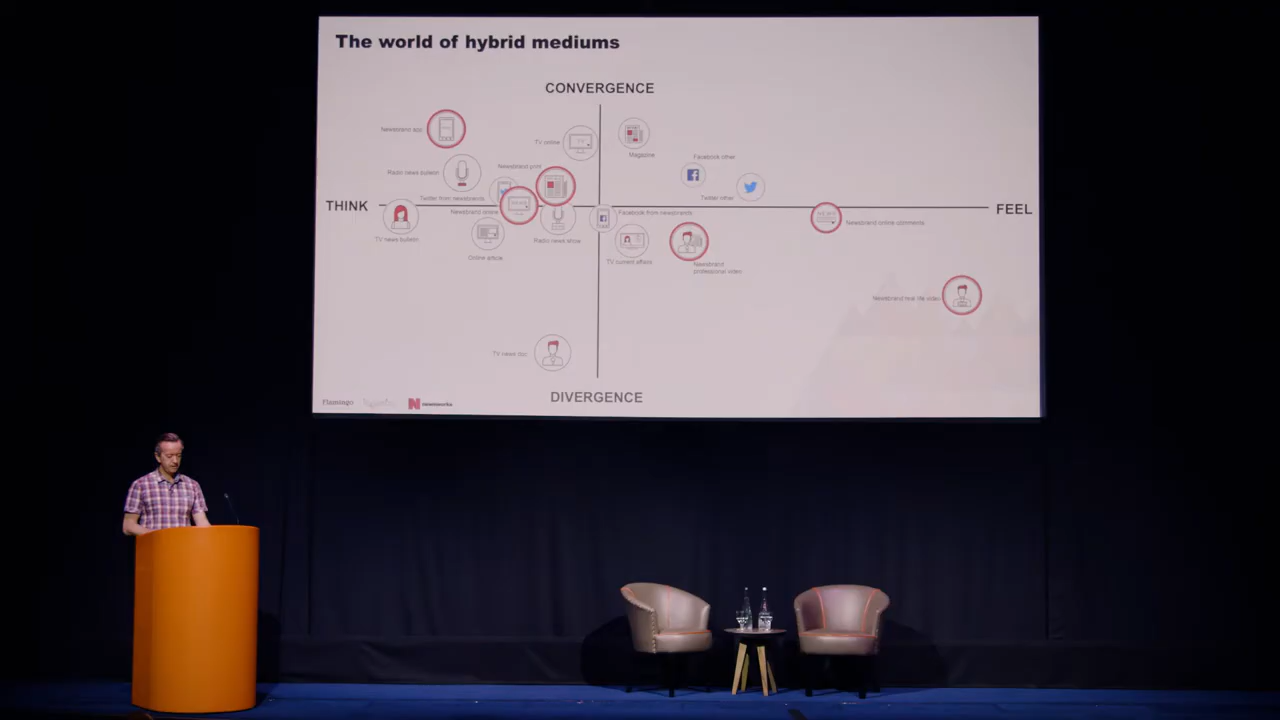 The world of hybrid mediums
CONVERGENCE
Newsbrand app
TV online
Magazine
Facebook other
Newsbrand print
Radio news bulletin
Twitter from newsbrands
Twitter other
THINK
FEEL
Newsbrand online
Facebook from newsbrands
Newsbrand online comments
TV news bulletin
Radio news show
Online article
TV current affairs
Newsbrand
professional video
Newsbrand real life video
TV news doc
DIVERGENCE
Flamingo
N newsworks